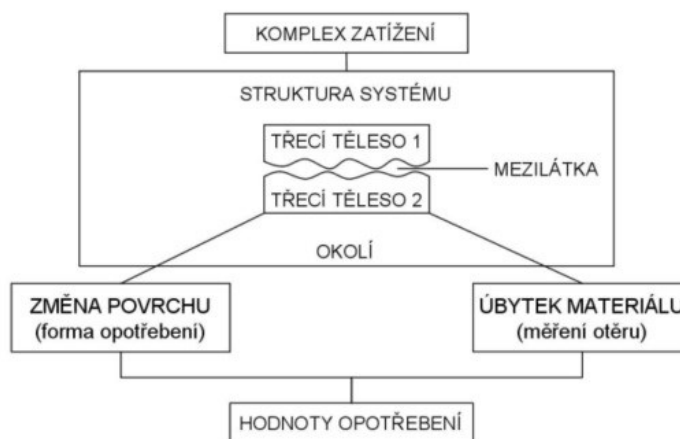 KOMPLEX ZATÍŽENÍ
STRUKTURA SYSTÉMU
TŘECÍ TĚLESO 1
MEZILÁTKA
TŘECÍ TĚLESO 2
OKOLÍ
ZMĚNA POVRCHU
(forma opotřebení)
ÚBYTEK MATERIÁLU
(měření otěru)
HODNOTY OPOTŘEBENÍ